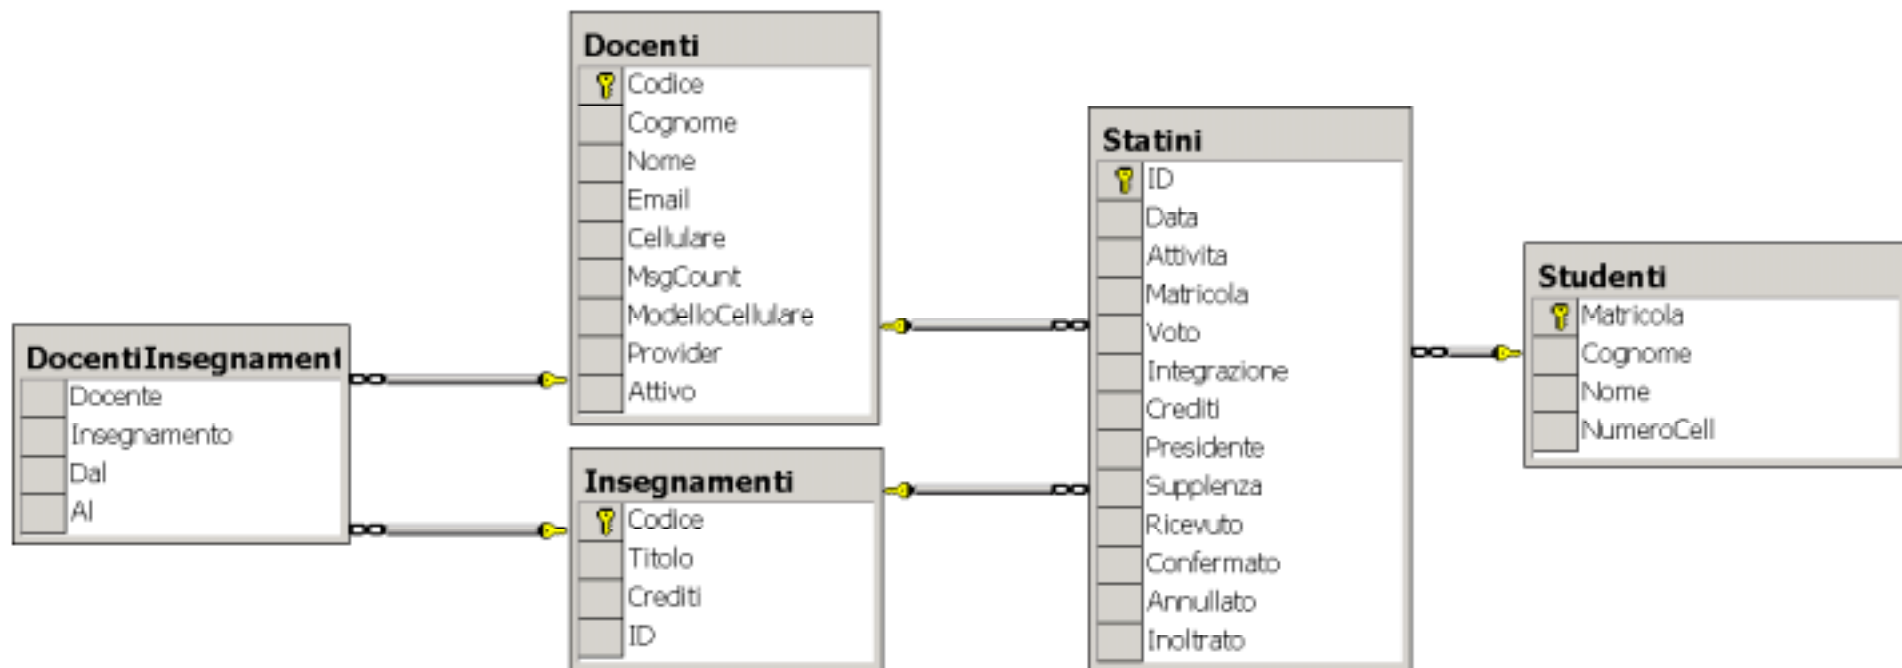 DocentiInsegnament
Docente
Insegnamento
Dal
Al
Docenti
Codice
Cognome
Nome
Email
Cellulare
MsgCount
ModelloCellulare
Provider
Attivo
Insegnamenti
Codice
Titolo
Crediti
ID
Statini
ID
Data
Attivita
Matricola
Voto
Integrazione
Crediti
Presidente
Supplenza
Ricevuto
Confermato
Annullato
Inoltrato
Studenti
Matricola
Cognome
Nome
NumeroCell